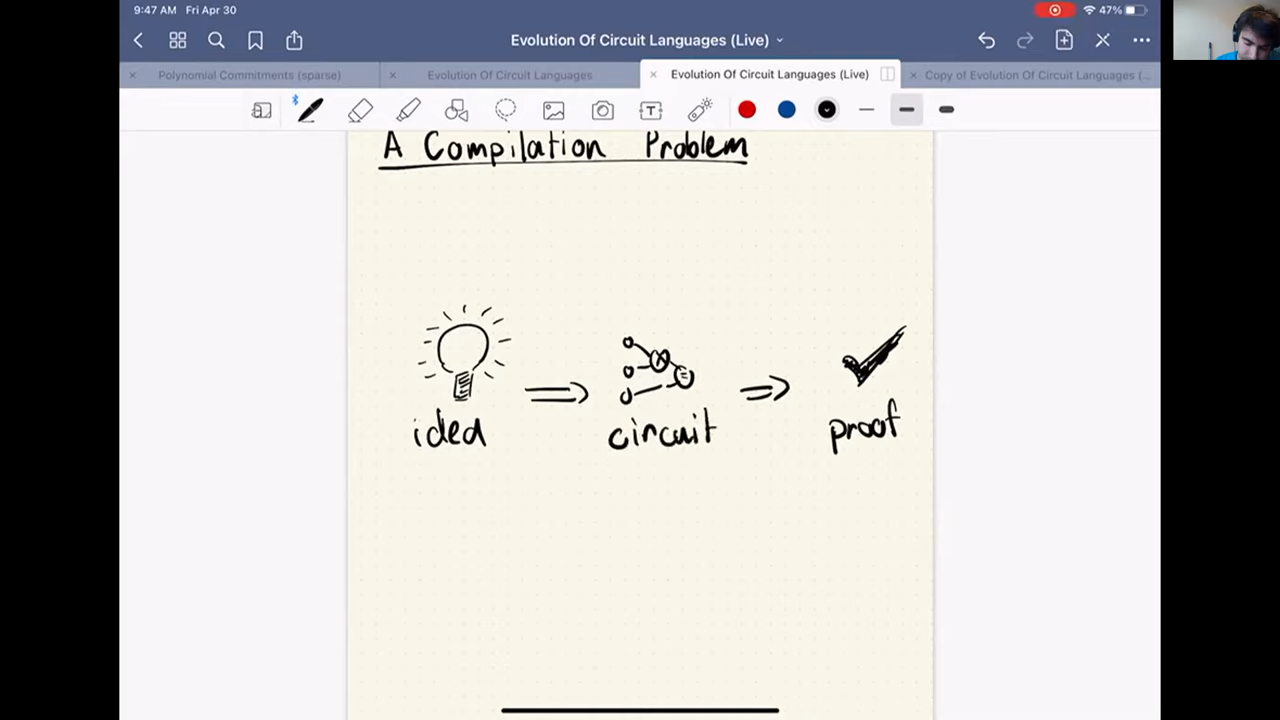 9:47 AM Fri Apr 30
47%
Evolution Of Circuit Languages (Live)
Polynomial Commitments (sparse)
Evolution Of Circuit Languages
Evolution Of Circuit Languages (Live)
Copy of Evolution Of Circuit Languages (...
T
A Compilation Problem
idea
circuit
proof